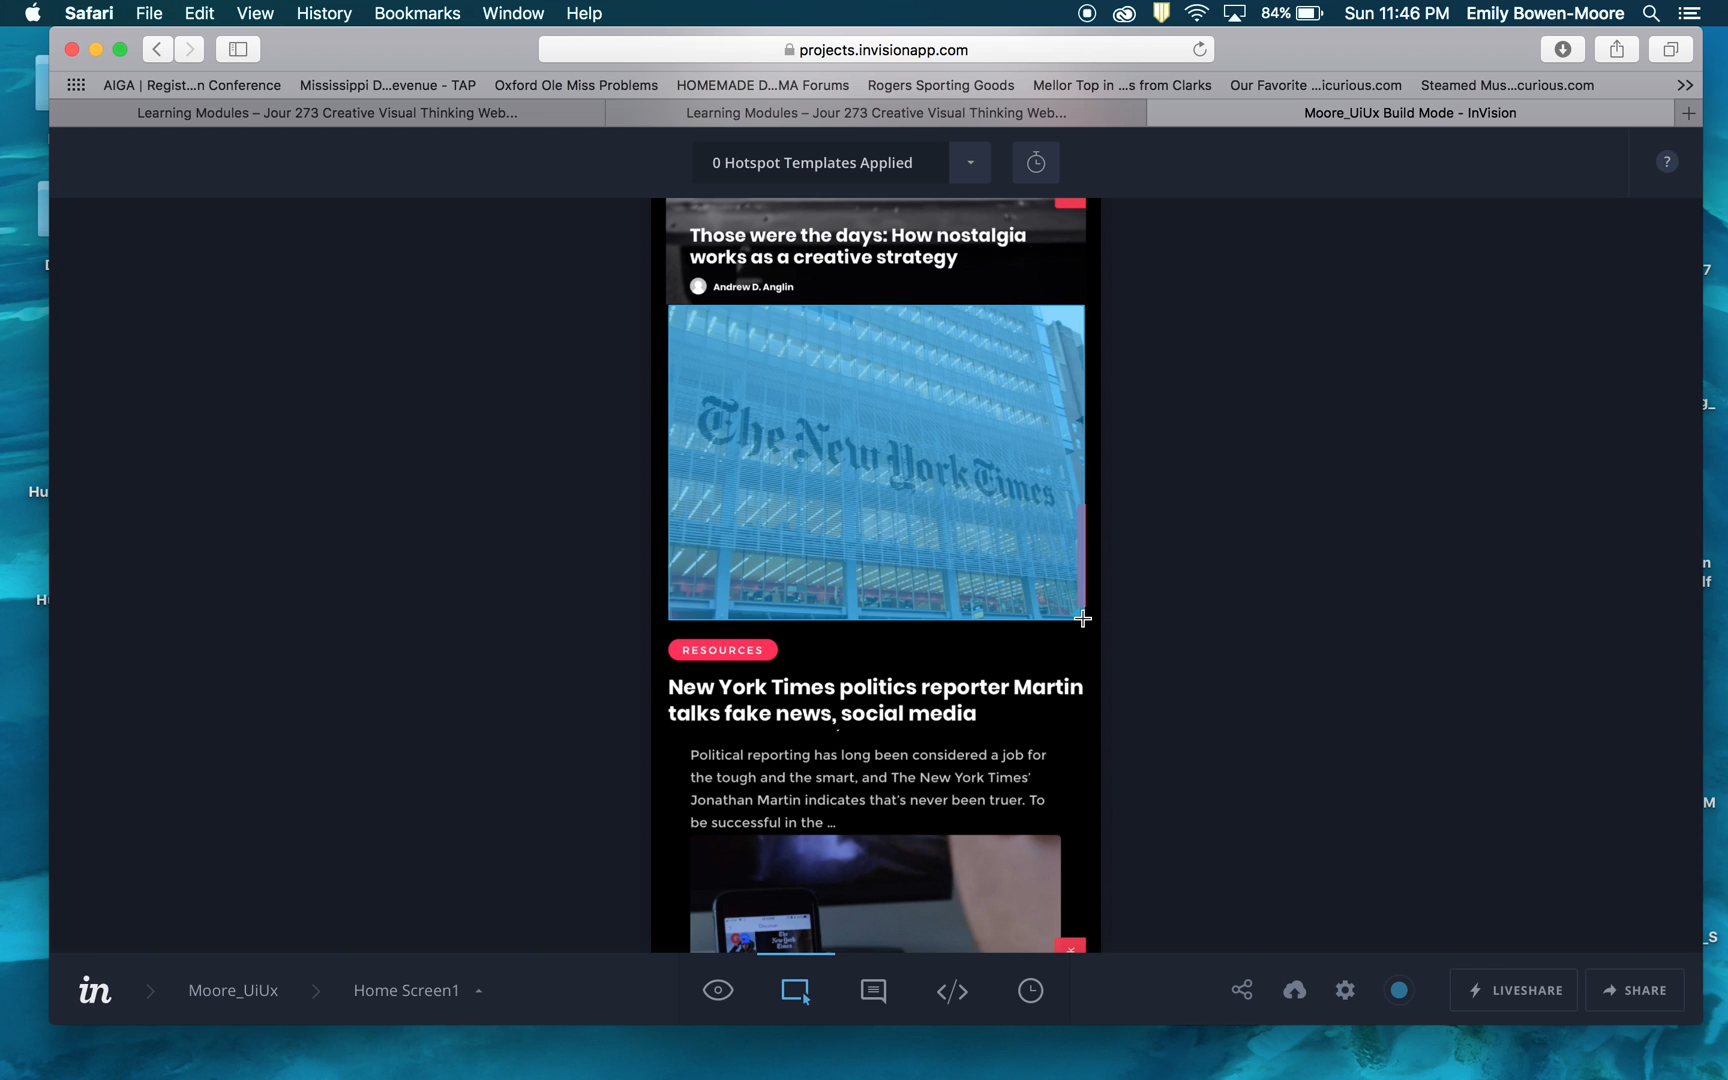 Safari File Edit View History Bookmarks Window Help 84% Sun 11:46 PM Emily Bowen-Moore
projects.invisionapp.com
AIGA | Regist...n Conference Mississippi D...evenue - TAP Oxford Ole Miss Problems HOMEMADE D...MA Forums Rogers Sporting Goods Mellor Top in ...s from Clarks Our Favorite ...icurious.com Steamed Mus...curious.com >>
Learning Modules – Jour 273 Creative Visual Thinking Web... Learning Modules – Jour 273 Creative Visual Thinking Web... Moore_UiUx Build Mode - InVision
0 Hotspot Templates Applied ?
Those were the days: How nostalgia
works as a creative strategy
Andrew D. Anglin
The New York Times
RESOURCES
New York Times politics reporter Martin
talks fake news, social media
Political reporting has long been considered a job for
the tough and the smart, and The New York Times'
Jonathan Martin indicates that's never been truer. To
be successful in the ...
in Moore_UiUx Home Screen1 LIVESHARE SHARE
Hu